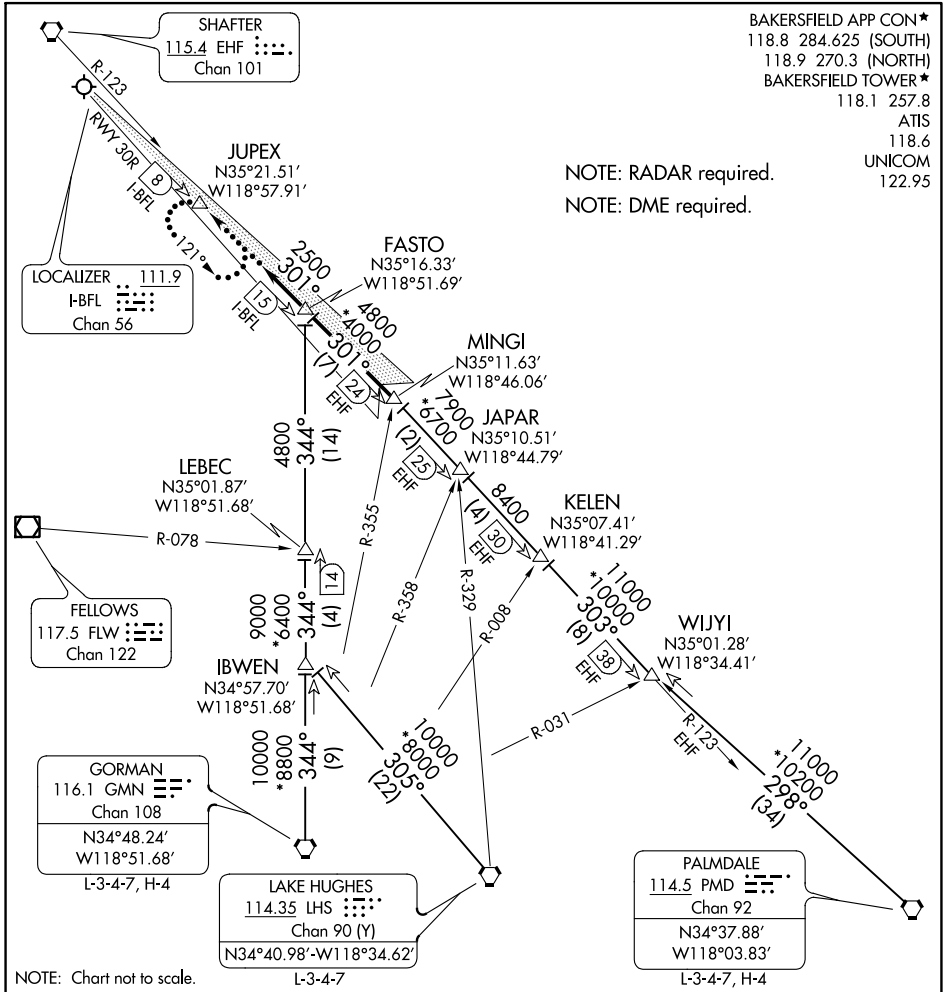 SHAFTER
115.4 EHF
Chan 101
BAKERSFIELD APP CON★
118.8 284.625 (SOUTH)
118.9 270.3 (NORTH)
BAKERSFIELD TOWER★
118.1 257.8
ATIS
118.6
UNICOM
122.95
NOTE: RADAR required.
NOTE: DME required.
R-123
RWY 30R
8
I-BFL
JUPEX
N35°21.51′
W118°57.91′
121°
LOCALIZER 111.9
I-BFL
Chan 56
2500
301°
15
I-BFL
FASTO
N35°16.33′
W118°51.69′
4800
*4000
301°
(7)
24
EHF
MINGI
N35°11.63′
W118°46.06′
7900
*6700
(2)
25
EHF
JAPAR
N35°10.51′
W118°44.79′
8400
(4)
30
EHF
KELEN
N35°07.41′
W118°41.29′
11000
*10000
303°
(8)
38
EHF
WIJYI
N35°01.28′
W118°34.41′
R-123
EHF
11000
*10200
298°
(34)
4800
344°
(14)
LEBEC
N35°01.87′
W118°51.68′
R-078
14
FELLOWS
117.5 FLW
Chan 122
9000
*6400
344°
(4)
IBWEN
N34°57.70′
W118°51.68′
R-355
R-358
R-329
R-008
R-031
10000
*8800
344°
(9)
10000
*8000
305°
(22)
GORMAN
116.1 GMN
Chan 108
N34°48.24′
W118°51.68′
L-3-4-7, H-4
LAKE HUGHES
114.35 LHS
Chan 90 (Y)
N34°40.98′-W118°34.62′
L-3-4-7
PALMDALE
114.5 PMD
Chan 92
N34°37.88′
W118°03.83′
L-3-4-7, H-4
NOTE: Chart not to scale.